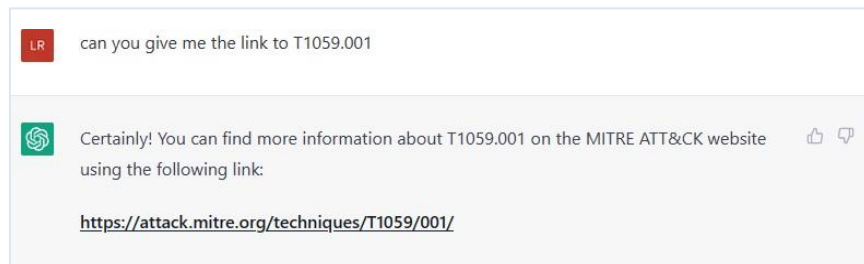 LR
can you give me the link to T1059.001
Certainly! You can find more information about T1059.001 on the MITRE ATT&CK website
using the following link:
https://attack.mitre.org/techniques/T1059/001/